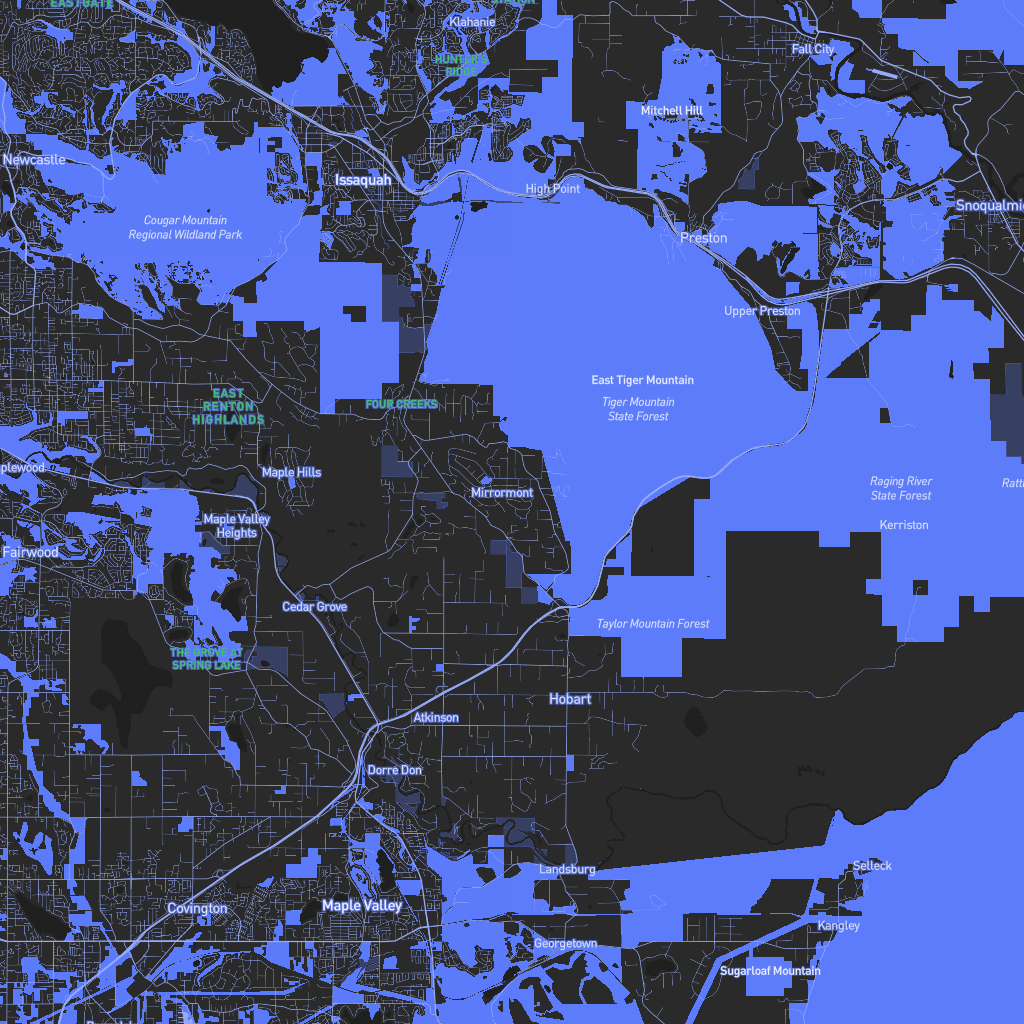 EASTGATE
Klahanie
Fall City
HUNTER'S
RIDGE
Mitchell Hill
Newcastle
Issaquah
High Point
Snoqualmie
Cougar Mountain
Regional Wildland Park
Preston
Upper Preston
East Tiger Mountain
EAST
RENTON
HIGHLANDS
FOUR CREEKS
Tiger Mountain
State Forest
plewood
Maple Hills
Mirrormont
Raging River
State Forest
Ratt
Maple Valley
Heights
Kerriston
Fairwood
Cedar Grove
Taylor Mountain Forest
THE GROVE AT
SPRING LAKE
Hobart
Atkinson
Dorre Don
Landsburg
Selleck
Covington
Maple Valley
Kangley
Georgetown
Sugarloaf Mountain